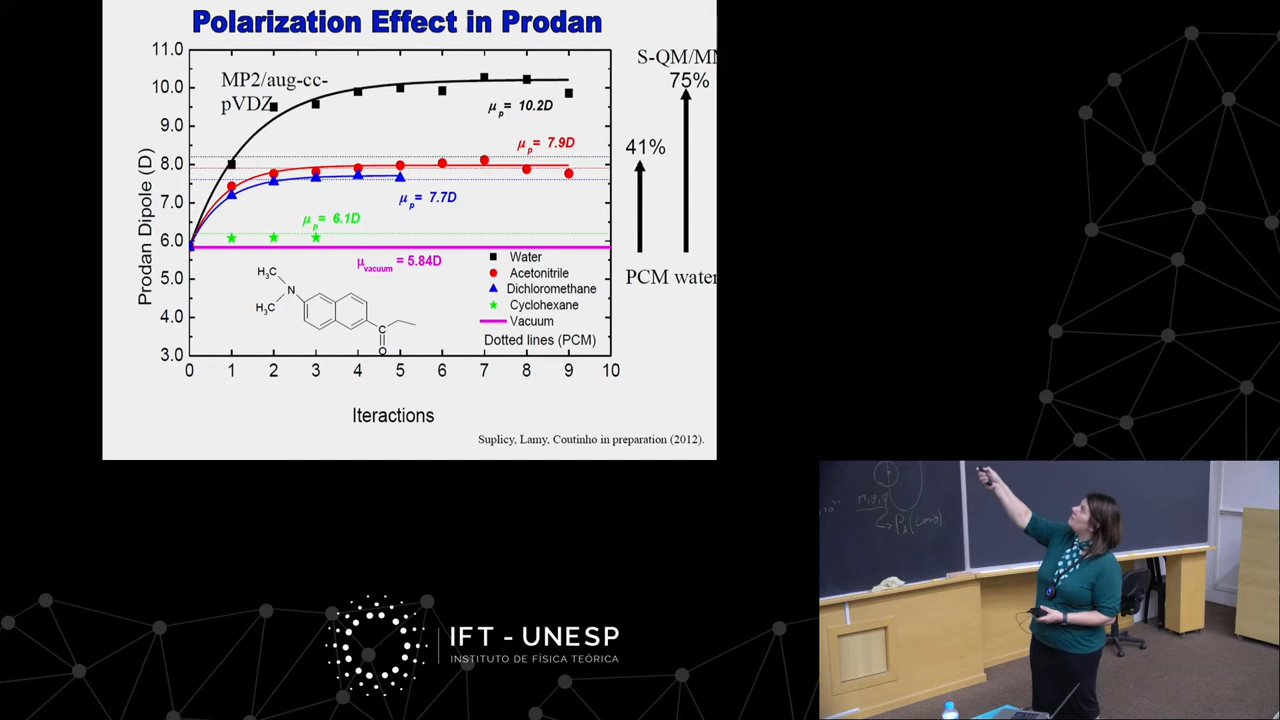 Polarization Effect in Prodan
MP2/aug-cc-
pVDZ
S-QM/MM
75%
41%
PCM water
Prodan Dipole (D)
11.0
10.0
9.0
8.0
7.0
6.0
5.0
4.0
3.0
μp= 10.2D
μp= 7.9D
μp= 7.7D
μp= 6.1D
μvacuum = 5.84D
Water
Acetonitrile
Dichloromethane
Cyclohexane
Vacuum
Dotted lines (PCM)
H3C
N
H3C
C
O
0 1 2 3 4 5 6 7 8 9 10
Iteractions
Suplicy, Lamy, Coutinho in preparation (2012).
IFT - UNESP
INSTITUTO DE FÍSICA TEÓRICA